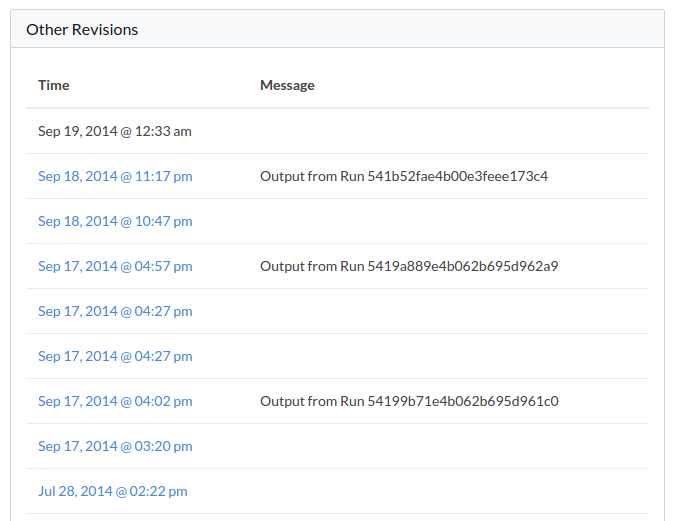 Other Revisions
Time Message
Sep 19, 2014 @ 12:33 am
Sep 18, 2014 @ 11:17 pm Output from Run 541b52fae4b00e3feee173c4
Sep 18, 2014 @ 10:47 pm
Sep 17, 2014 @ 04:57 pm Output from Run 5419a889e4b062b695d962a9
Sep 17, 2014 @ 04:27 pm
Sep 17, 2014 @ 04:27 pm
Sep 17, 2014 @ 04:02 pm Output from Run 54199b71e4b062b695d961c0
Sep 17, 2014 @ 03:20 pm
Jul 28, 2014 @ 02:22 pm